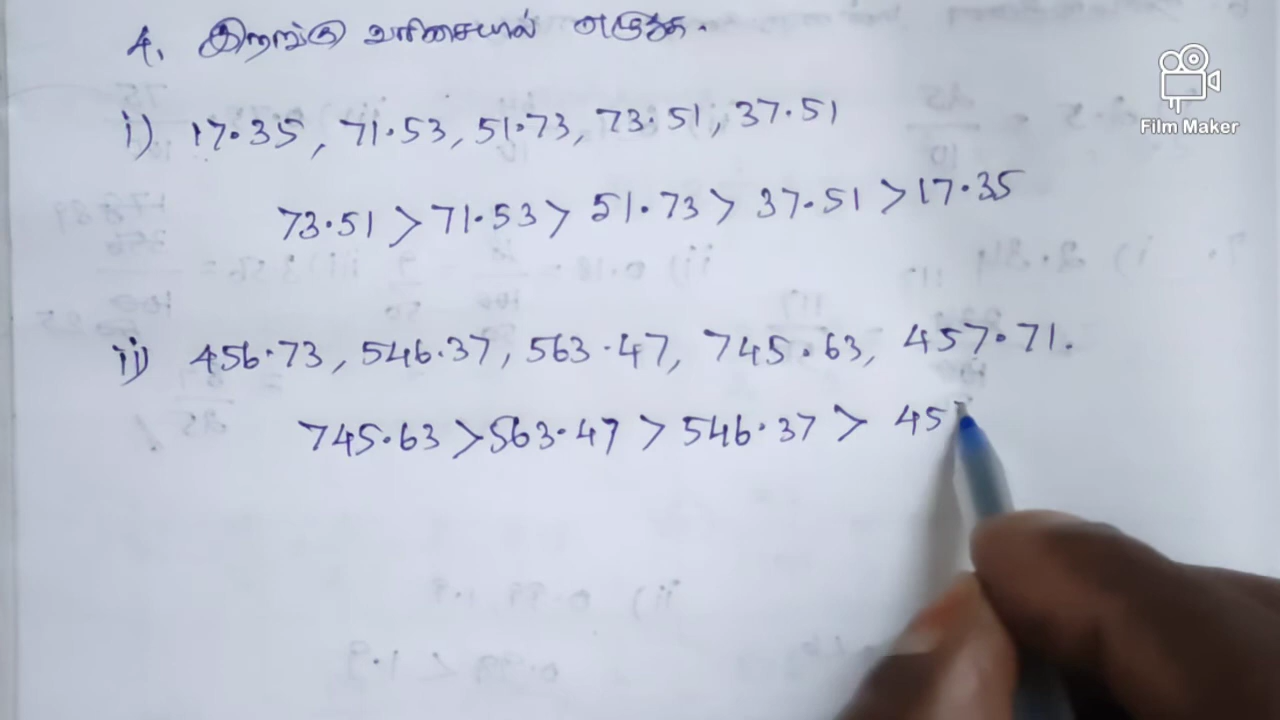 4. இறங்கு வரிசையில் எழுதுக.
Film Maker
i) 17.35, 71.53, 51.73, 73.51, 37.51
73.51 > 71.53 > 51.73 > 37.51 > 17.35
ii) 456.73, 546.37, 563.47, 745.63, 457.71.
745.63 > 563.47 > 546.37 > 457